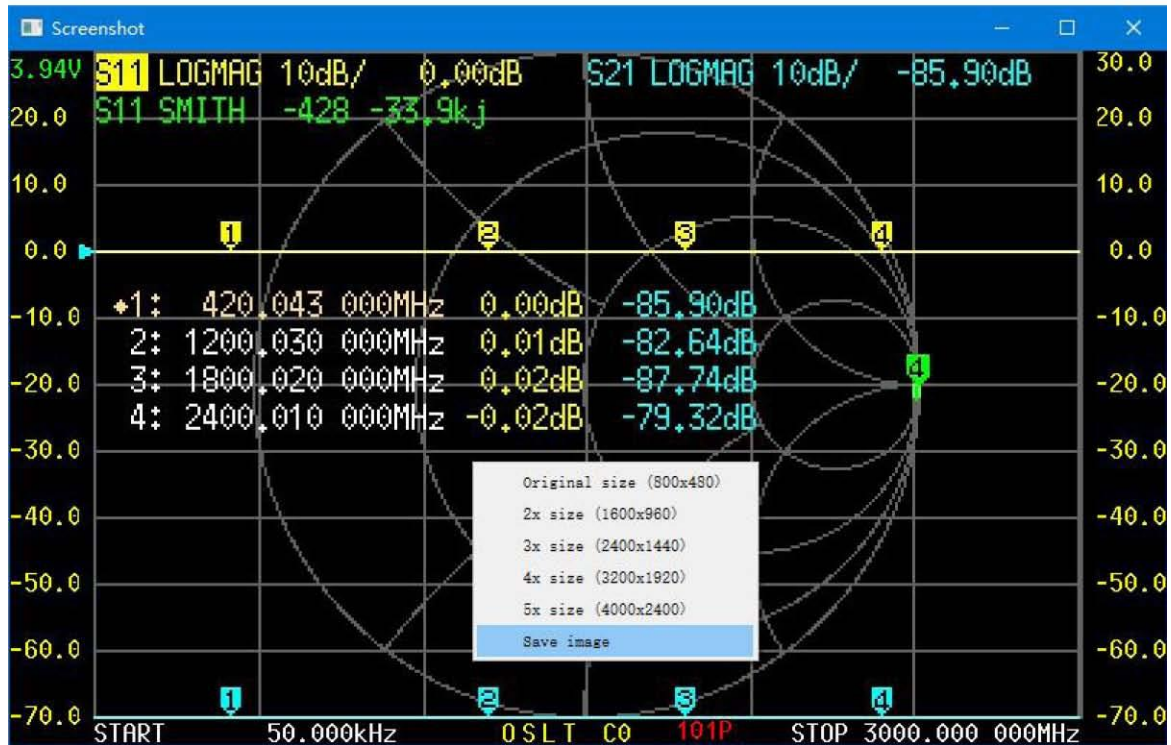 Screenshot
3.94V S11 LOGMAG 10dB/ 0.00dB S21 LOGMAG 10dB/ -85.90dB 30.0
S11 SMITH -428 -33.9kj
20.0 20.0
10.0 10.0
1 2 3 4
0.0 0.0
1: 420.043 000MHz 0.00dB -85.90dB
-10.0 -10.0
2: 1200.030 000MHz 0.01dB -82.64dB
3: 1800.020 000MHz 0.02dB -87.74dB
4
-20.0 -20.0
4: 2400.010 000MHz -0.02dB -79.32dB
-30.0 -30.0
Original size (800x480)
2x size (1600x960)
-40.0 -40.0
3x size (2400x1440)
4x size (3200x1920)
-50.0 -50.0
5x size (4000x2400)
Save image
-60.0 -60.0
1 2 3 4
-70.0 -70.0
START 50.000kHz OSLT C0 101P STOP 3000.000 000MHz